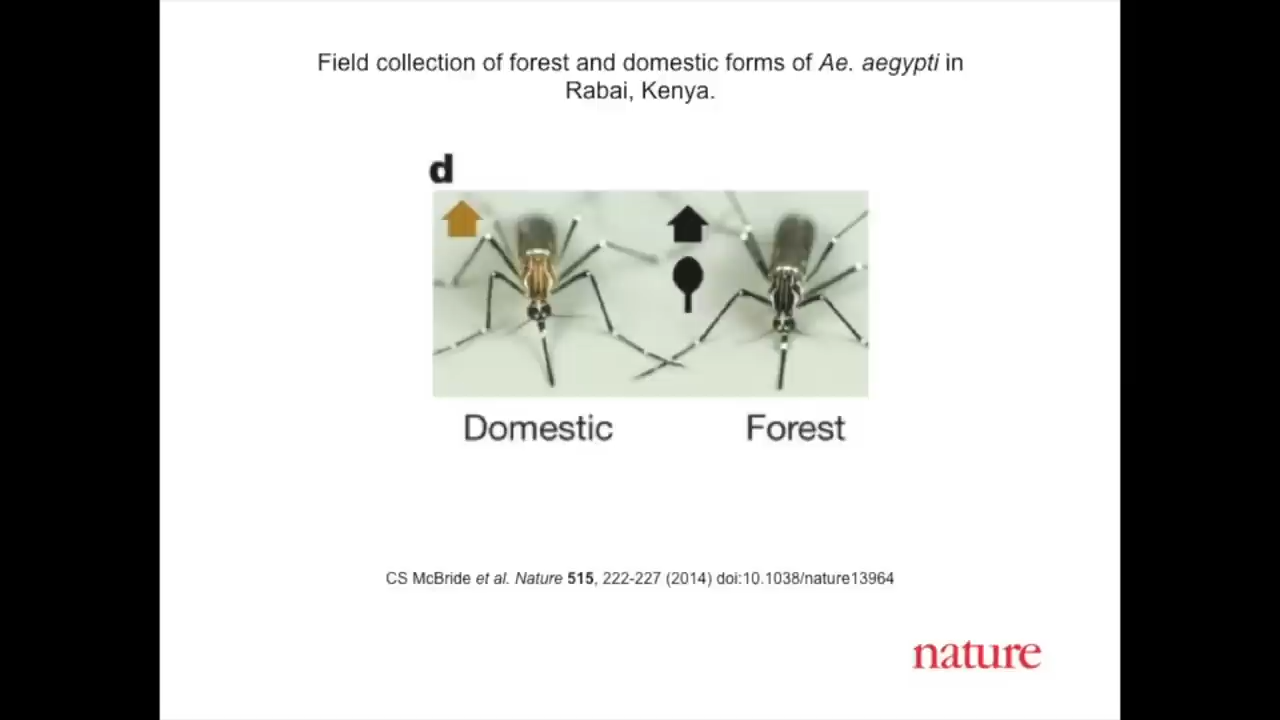 Field collection of forest and domestic forms of Ae. aegypti in
Rabai, Kenya.
d
Domestic Forest
CS McBride et al. Nature 515, 222-227 (2014) doi:10.1038/nature13964
nature